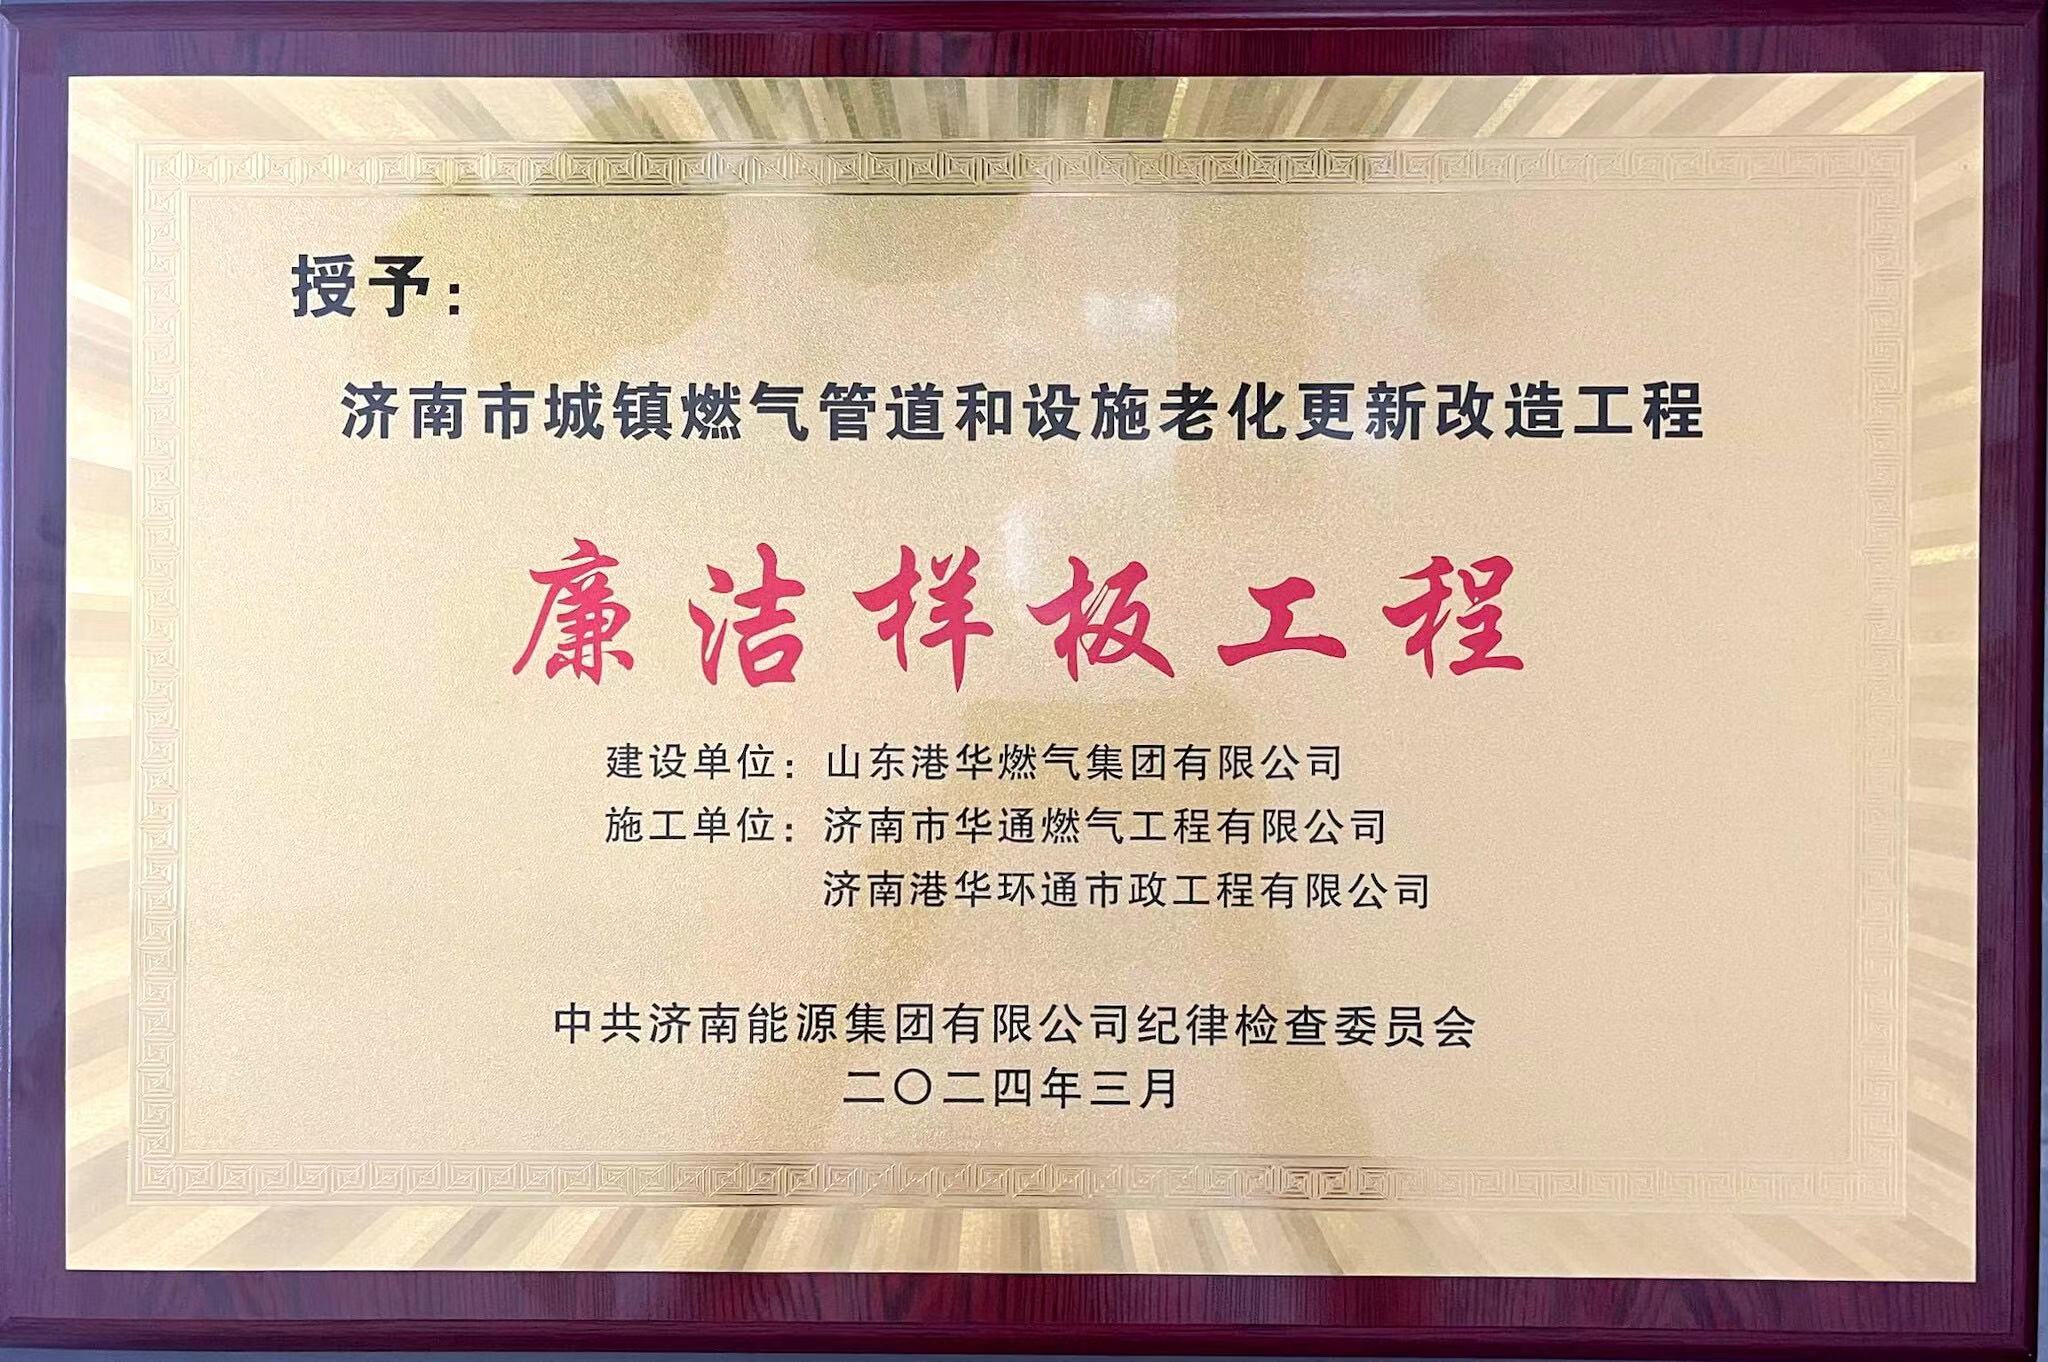 授予：
济南市城镇燃气管道和设施老化更新改造工程
廉洁样板工程
建设单位：山东港华燃气集团有限公司
施工单位：济南市华通燃气工程有限公司
济南港华环通市政工程有限公司
中共济南能源集团有限公司纪律检查委员会
二〇二四年三月